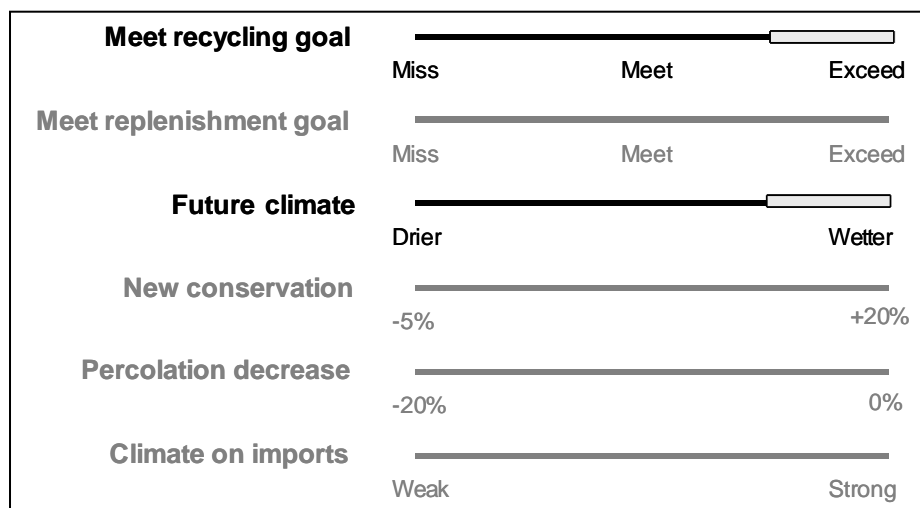 Meet recycling goal
Miss Meet Exceed
Meet replenishment goal
Miss Meet Exceed
Future climate
Drier Wetter
New conservation
-5% +20%
Percolation decrease
-20% 0%
Climate on imports
Weak Strong